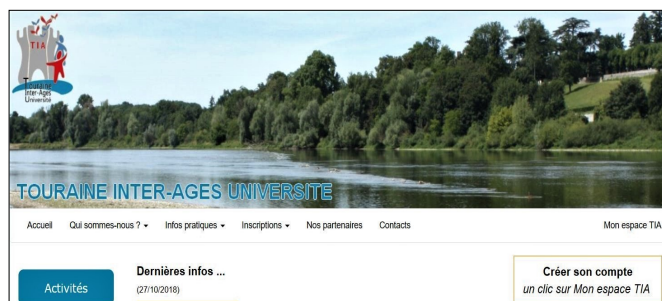 TIA
Touraine
Inter-Ages
Université
TOURAINE INTER-AGES UNIVERSITE
Accueil Qui sommes-nous ? Infos pratiques Inscriptions Nos partenaires Contacts Mon espace TIA
Activités
Dernières infos ...
(27/10/2018)
Créer son compte
un clic sur Mon espace TIA